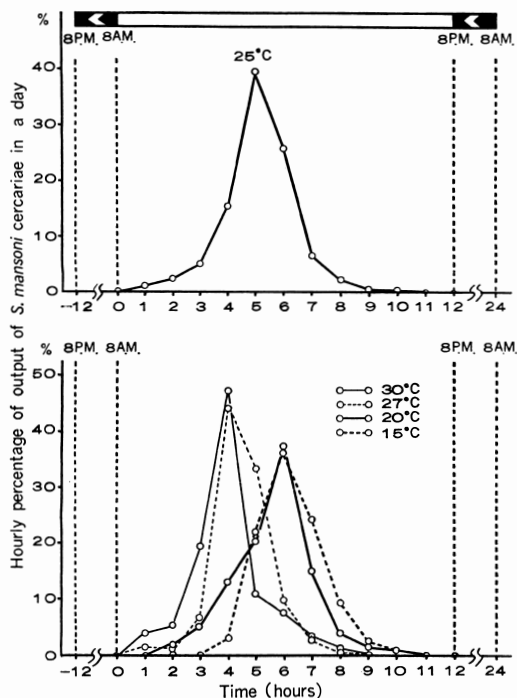 %
8P.M. 8A.M. 8P.M. 8A.M.
25°C
40
30
20
10
0
-12 0 1 2 3 4 5 6 7 8 9 10 11 12 24
Hourly percentage of output of S. mansoni cercariae in a day
8P.M. 8A.M. 8P.M. 8A.M.
%
50
40
30
20
10
0
30°C
27°C
20°C
15°C
-12 0 1 2 3 4 5 6 7 8 9 10 11 12 24
Time (hours)